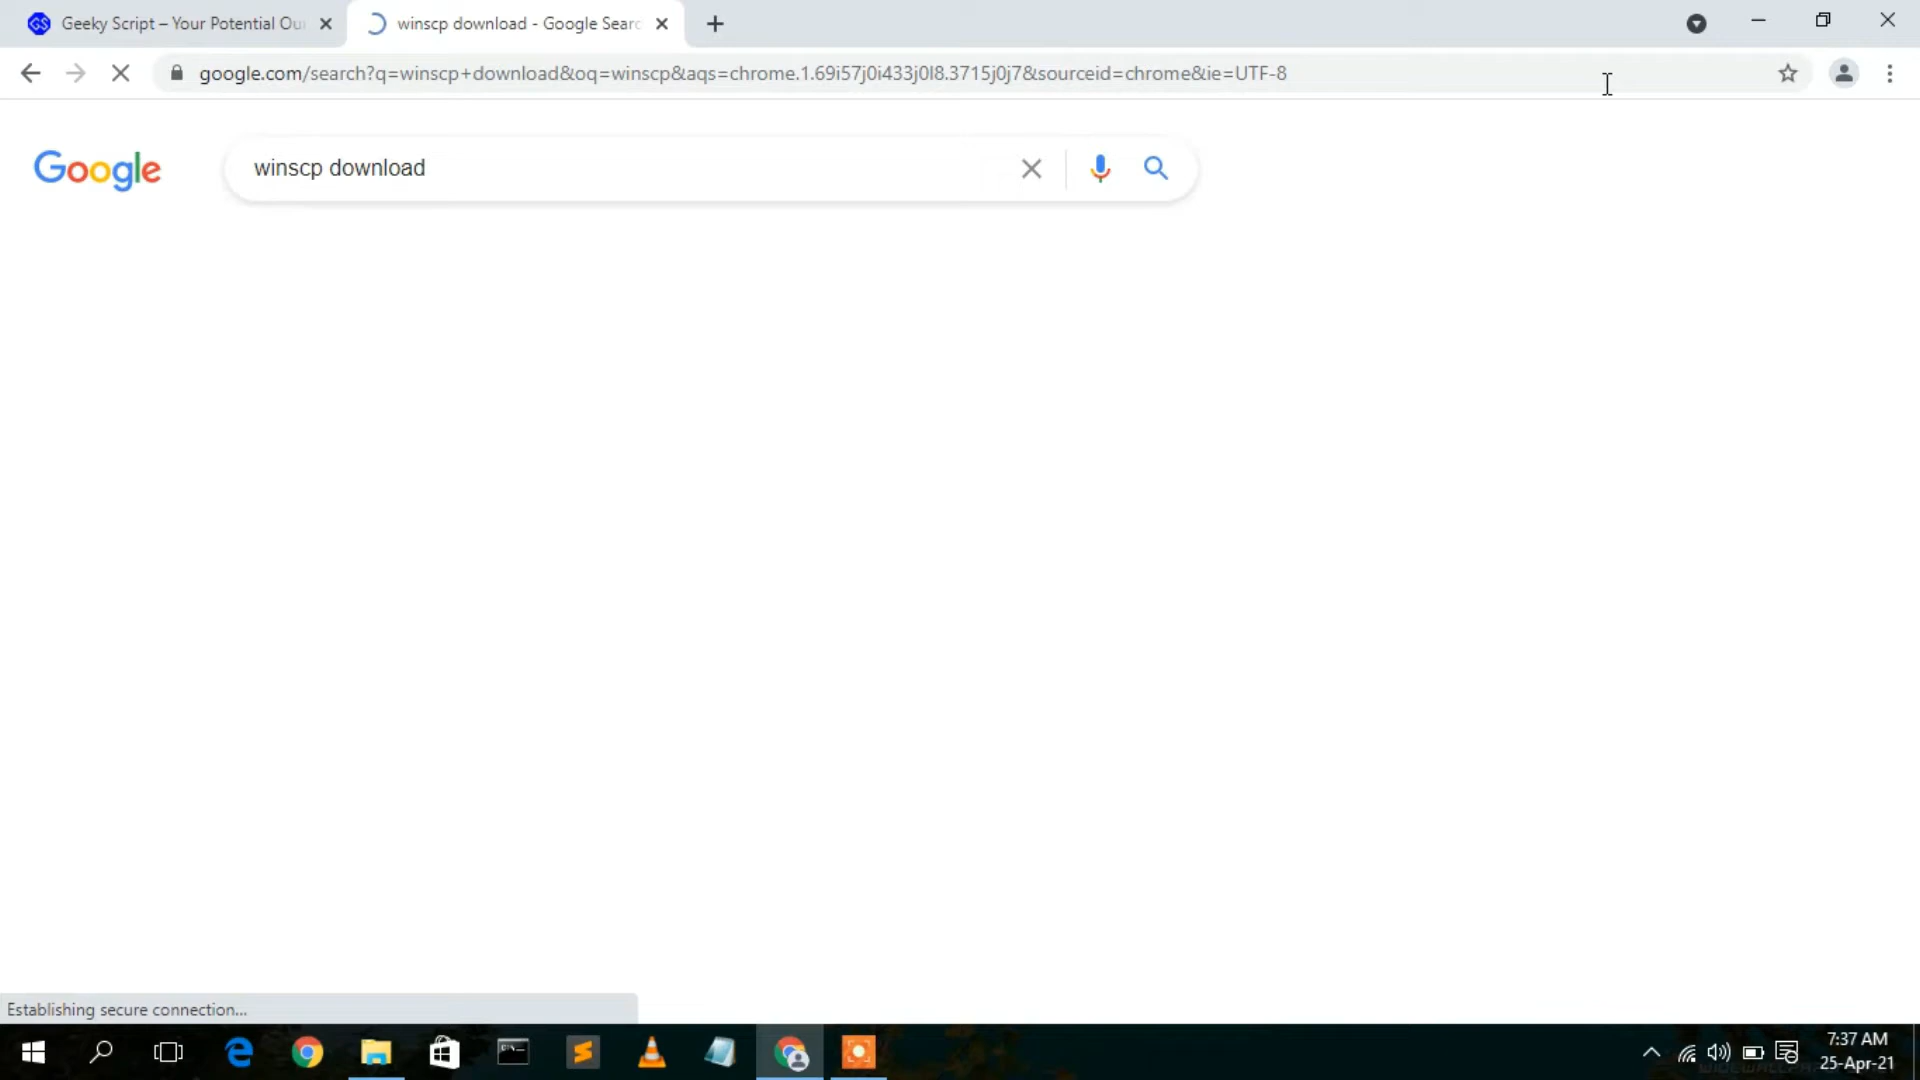 Geeky Script – Your Potential Ou
winscp download - Google Searc
google.com/search?q=winscp+download&oq=winscp&aqs=chrome.1.69i57j0i433j0l8.3715j0j7&sourceid=chrome&ie=UTF-8
Google
winscp download
Establishing secure connection...
7:37 AM
25-Apr-21